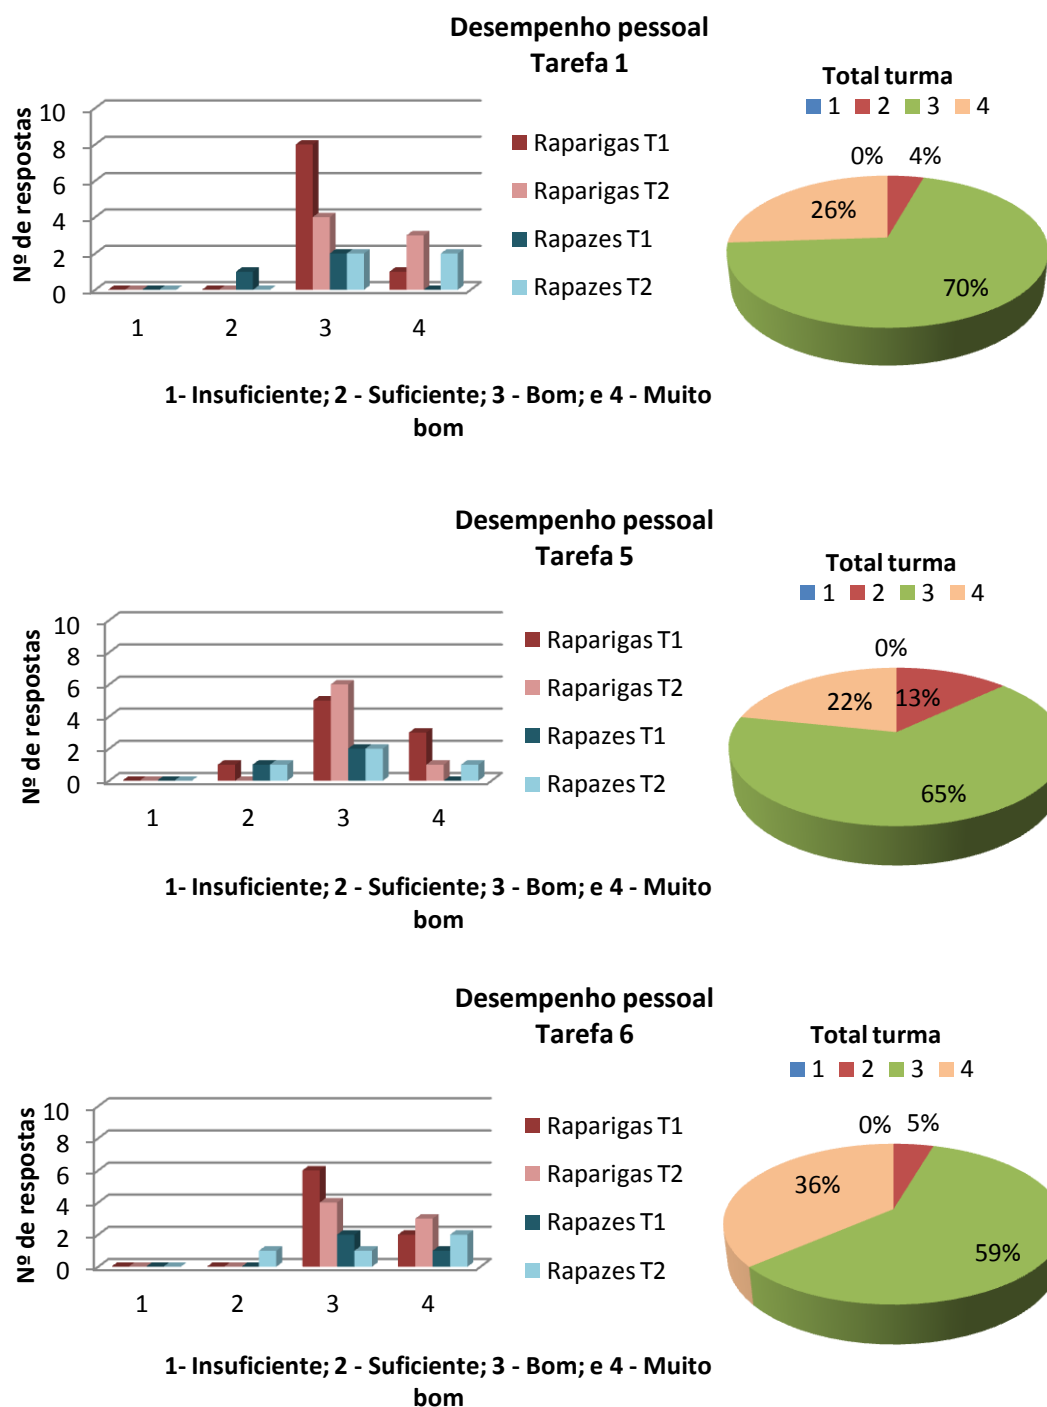 Desempenho pessoal
Tarefa 1
Nº de respostas
10
8
6
4
2
0
1 2 3 4
Raparigas T1
Raparigas T2
Rapazes T1
Rapazes T2
1- Insuficiente; 2 - Suficiente; 3 - Bom; e 4 - Muito
bom
Total turma
1 2 3 4
0% 4%
26%
70%
Desempenho pessoal
Tarefa 5
Nº de respostas
10
8
6
4
2
0
1 2 3 4
Raparigas T1
Raparigas T2
Rapazes T1
Rapazes T2
1- Insuficiente; 2 - Suficiente; 3 - Bom; e 4 - Muito
bom
Total turma
1 2 3 4
0%
22% 13%
65%
Desempenho pessoal
Tarefa 6
Nº de respostas
10
8
6
4
2
0
1 2 3 4
Raparigas T1
Raparigas T2
Rapazes T1
Rapazes T2
1- Insuficiente; 2 - Suficiente; 3 - Bom; e 4 - Muito
bom
Total turma
1 2 3 4
0% 5%
36%
59%